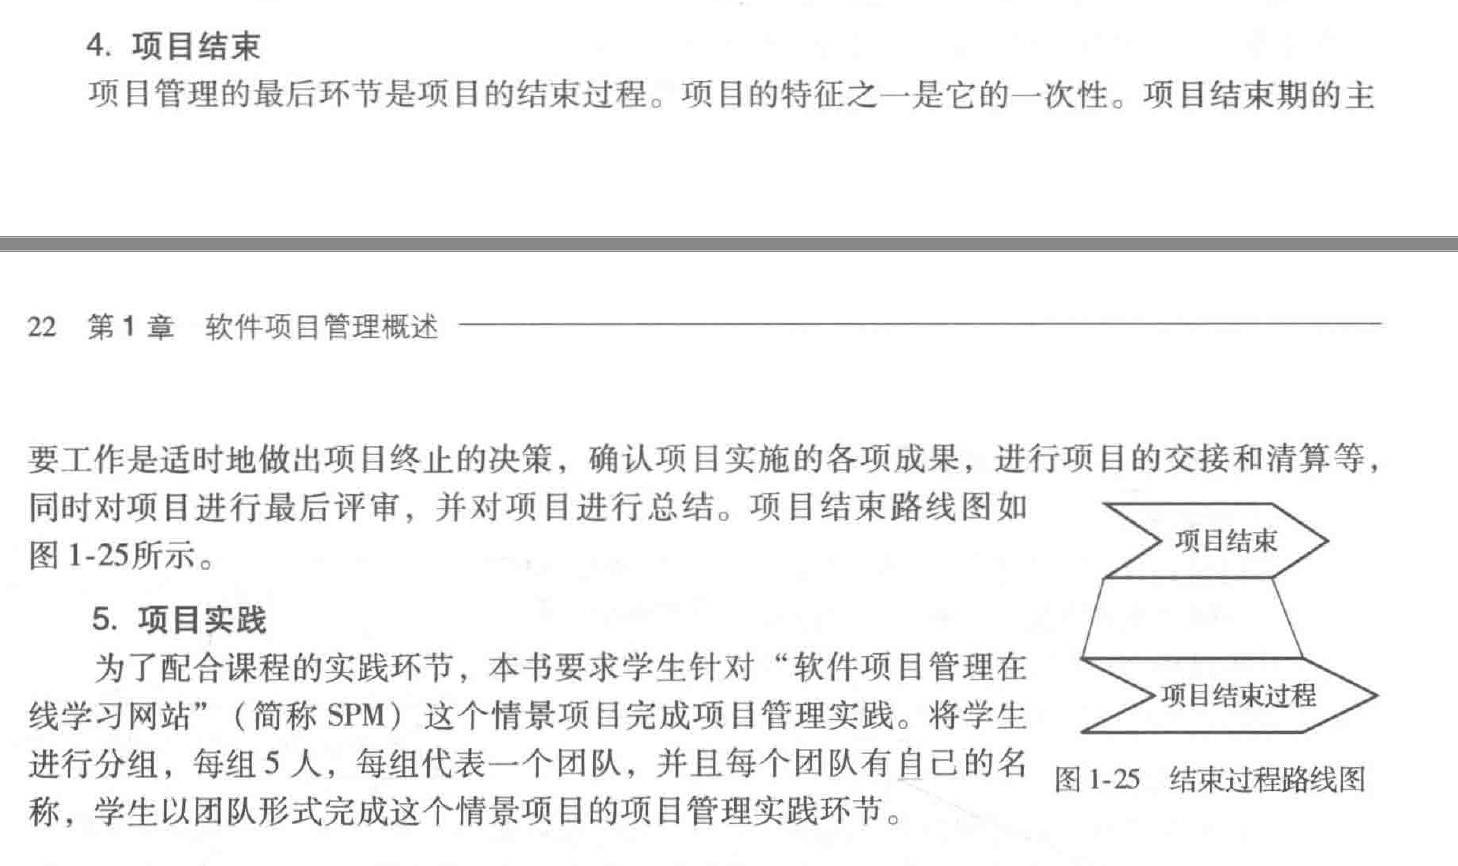 4. 项目结束
项目管理的最后环节是项目的结束过程。项目的特征之一是它的一次性。项目结束期的主
22 第1章 软件项目管理概述
要工作是适时地做出项目终止的决策，确认项目实施的各项成果，进行项目的交接和清算等，
同时对项目进行最后评审，并对项目进行总结。项目结束路线图如
图 1-25所示。
5. 项目实践
为了配合课程的实践环节，本书要求学生针对“软件项目管理在
线学习网站”（简称 SPM）这个情景项目完成项目管理实践。将学生
进行分组，每组 5 人，每组代表一个团队，并且每个团队有自己的名
称，学生以团队形式完成这个情景项目的项目管理实践环节。
项目结束
项目结束过程
图 1-25 结束过程路线图